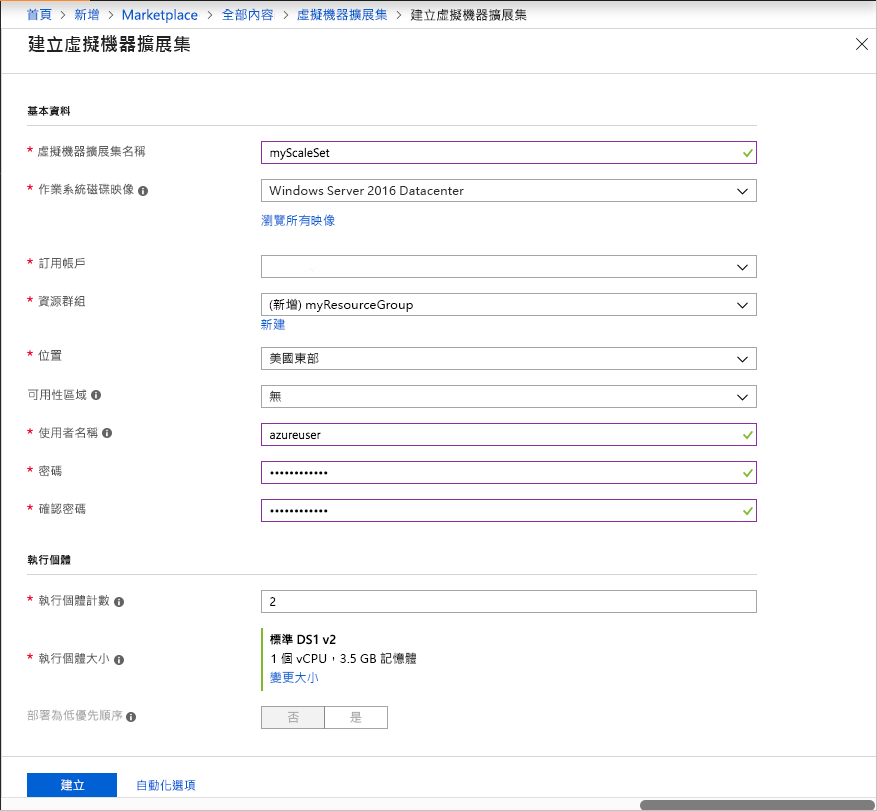 首頁 > 新增 > Marketplace > 全部內容 > 虛擬機器擴展集 > 建立虛擬機器擴展集
建立虛擬機器擴展集
基本資料
* 虛擬機器擴展集名稱 myScaleSet
* 作業系統磁碟映像 Windows Server 2016 Datacenter
瀏覽所有映像
* 訂用帳戶
* 資源群組 (新增) myResourceGroup
新建
* 位置 美國東部
可用性區域 無
* 使用者名稱 azureuser
* 密碼 ••••••••••••
* 確認密碼 ••••••••••••
執行個體
* 執行個體計數 2
* 執行個體大小 標準 DS1 v2
1 個 vCPU，3.5 GB 記憶體
變更大小
部署為低優先順序 否 是
建立 自動化選項